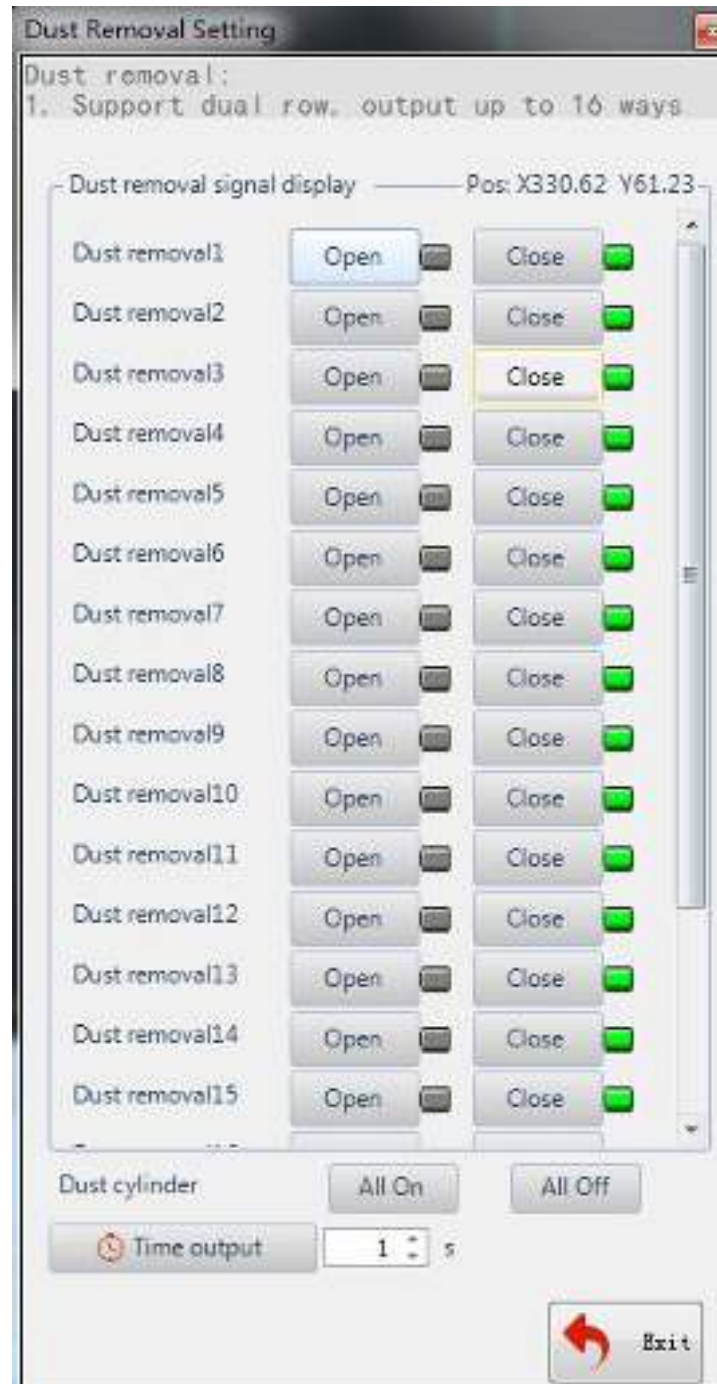 Dust Removal Setting
Dust removal:
1. Support dual row. output up to 16 ways
Dust removal signal display Pos: X330.62 Y61.23
Dust removal1 Open Close
Dust removal2 Open Close
Dust removal3 Open Close
Dust removal4 Open Close
Dust removal5 Open Close
Dust removal6 Open Close
Dust removal7 Open Close
Dust removal8 Open Close
Dust removal9 Open Close
Dust removal10 Open Close
Dust removal11 Open Close
Dust removal12 Open Close
Dust removal13 Open Close
Dust removal14 Open Close
Dust removal15 Open Close
Dust cylinder All On All Off
Time output 1 s
Exit